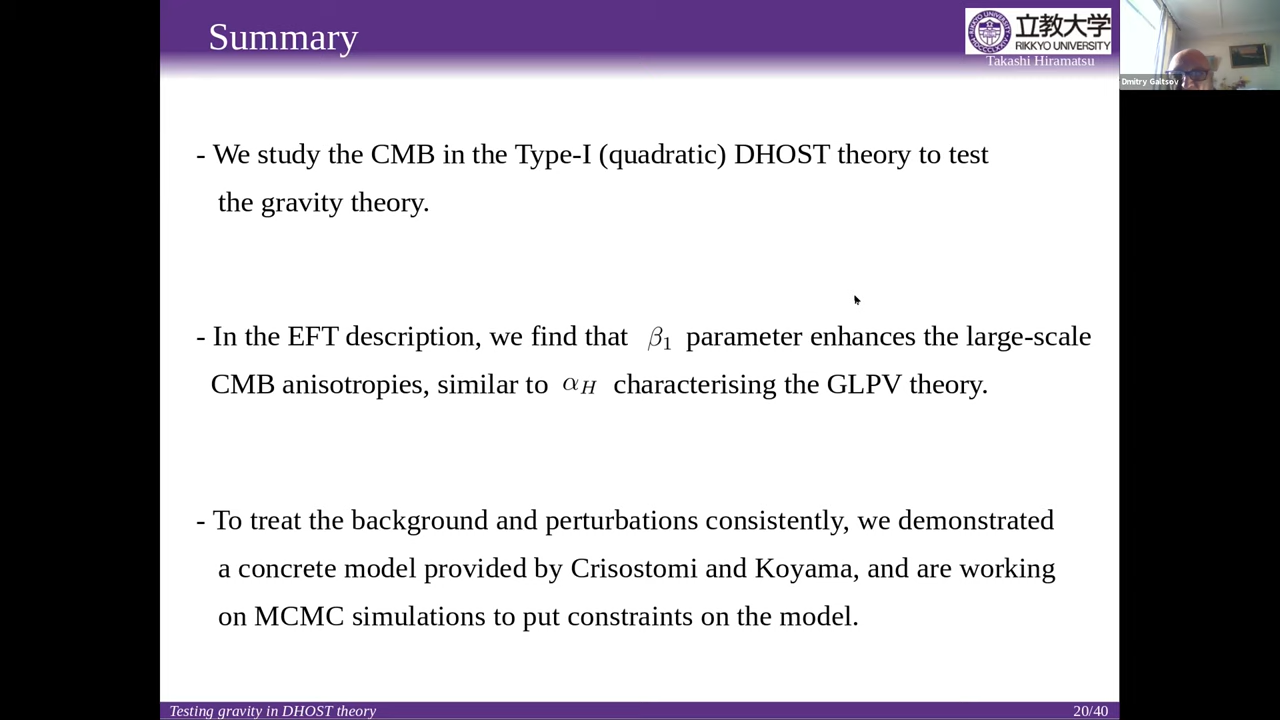 Summary
立教大学
RIKKYO UNIVERSITY
Takashi Hiramatsu
Dmitry Galtsov
- We study the CMB in the Type-I (quadratic) DHOST theory to test
the gravity theory.
- In the EFT description, we find that β₁ parameter enhances the large-scale
CMB anisotropies, similar to α_H characterising the GLPV theory.
- To treat the background and perturbations consistently, we demonstrated
a concrete model provided by Crisostomi and Koyama, and are working
on MCMC simulations to put constraints on the model.
Testing gravity in DHOST theory
20/40